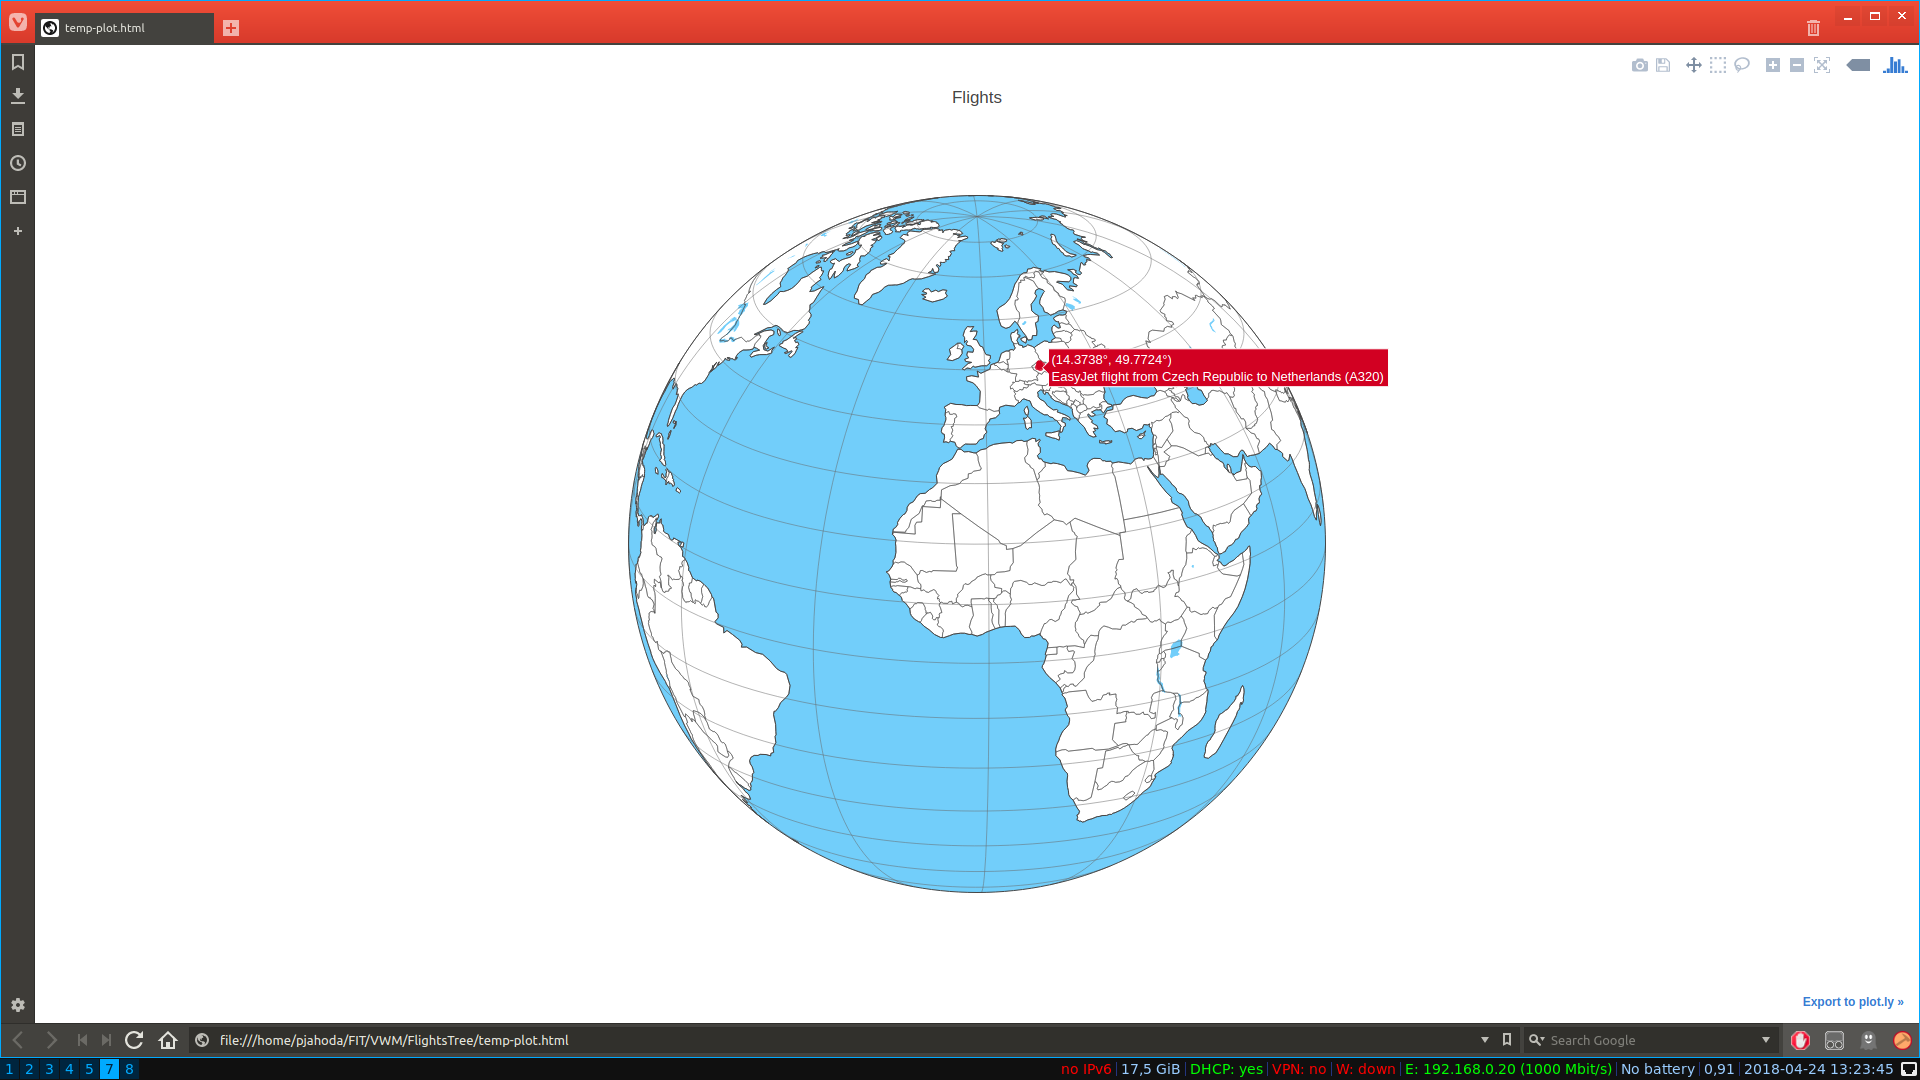 temp-plot.html
Flights
(14.3738°, 49.7724°)
EasyJet flight from Czech Republic to Netherlands (A320)
Export to plot.ly »
file:///home/pjahoda/FIT/VWM/FlightsTree/temp-plot.html
Search Google
1 2 3 4 5 7 8
no IPv6 | 17,5 GiB | DHCP: yes | VPN: no | W: down | E: 192.168.0.20 (1000 Mbit/s) | No battery | 0,91 | 2018-04-24 13:23:45